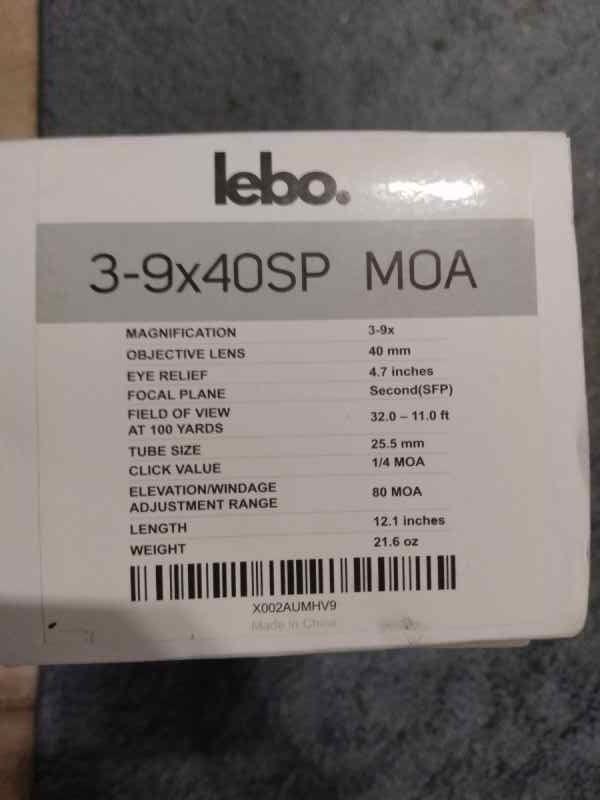 lebo.
3-9x40SP MOA
MAGNIFICATION 3-9x
OBJECTIVE LENS 40 mm
EYE RELIEF 4.7 inches
FOCAL PLANE Second(SFP)
FIELD OF VIEW
AT 100 YARDS 32.0 – 11.0 ft
TUBE SIZE 25.5 mm
CLICK VALUE 1/4 MOA
ELEVATION/WINDAGE
ADJUSTMENT RANGE 80 MOA
LENGTH 12.1 inches
WEIGHT 21.6 oz
X002AUMHV9
Made in China